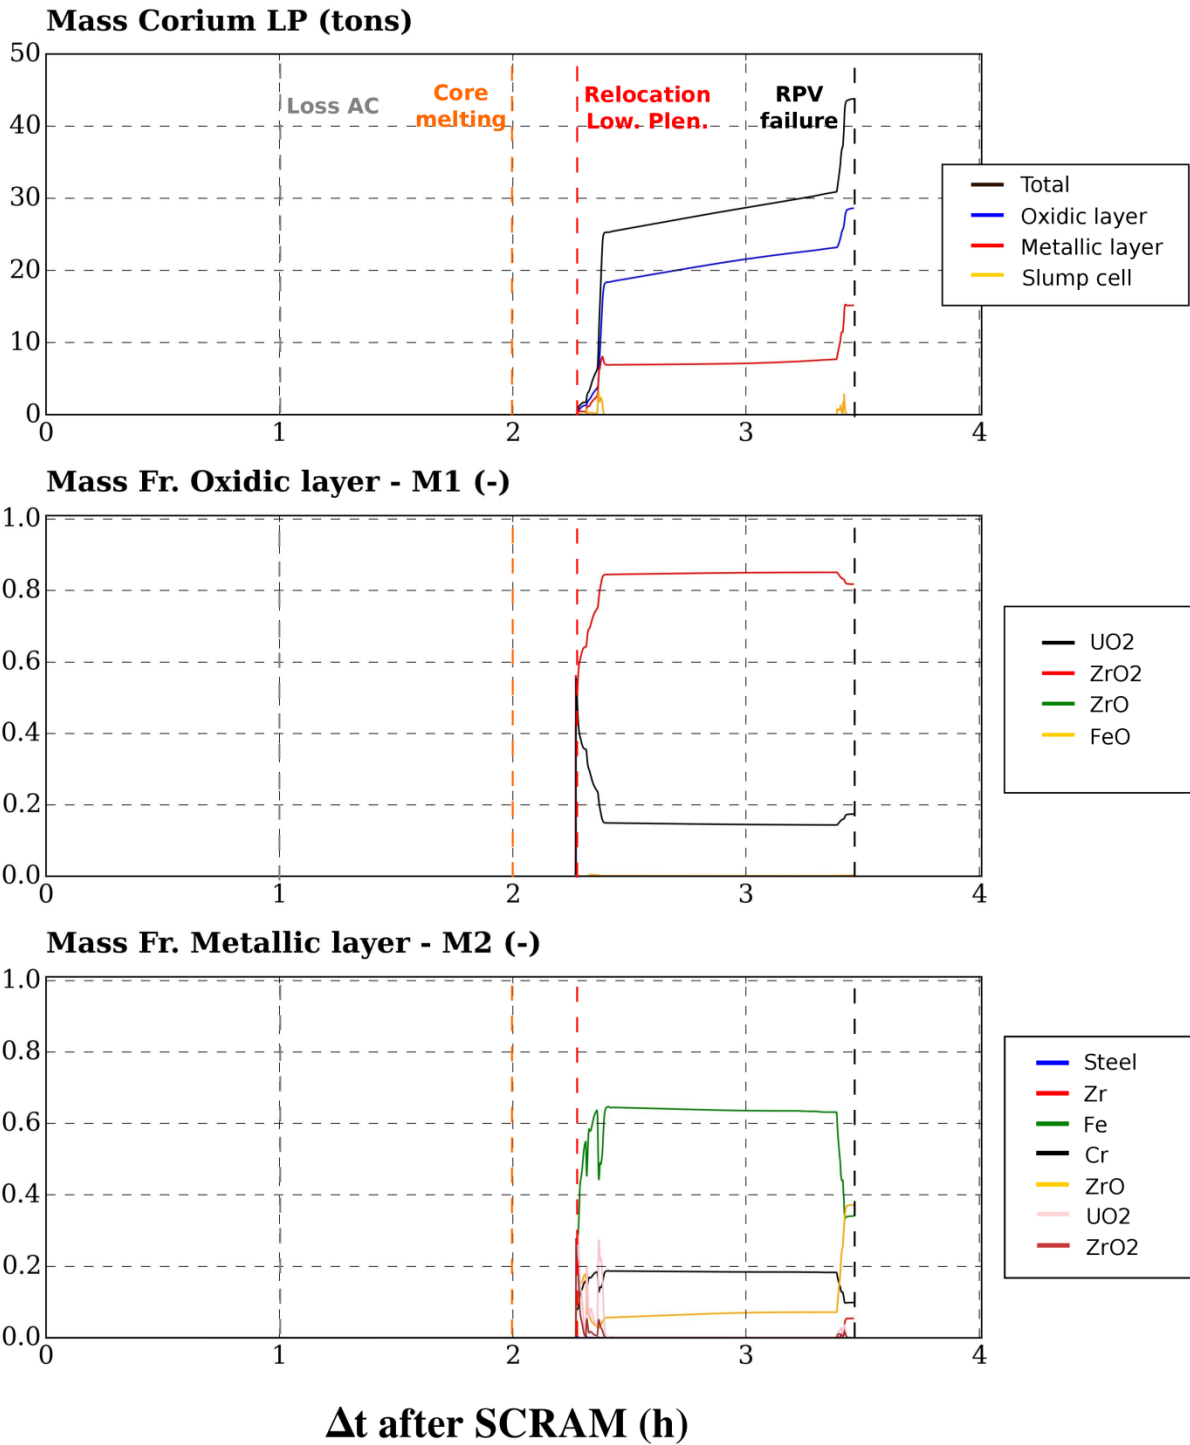 Mass Corium LP (tons)
50
40
30
20
10
0
Loss AC
Core
melting
Relocation
Low. Plen.
RPV
failure
0 1 2 3 4
Total
Oxidic layer
Metallic layer
Slump cell
Mass Fr. Oxidic layer - M1 (-)
1.0
0.8
0.6
0.4
0.2
0.0
0 1 2 3 4
UO2
ZrO2
ZrO
FeO
Mass Fr. Metallic layer - M2 (-)
1.0
0.8
0.6
0.4
0.2
0.0
0 1 2 3 4
Steel
Zr
Fe
Cr
ZrO
UO2
ZrO2
Δt after SCRAM (h)